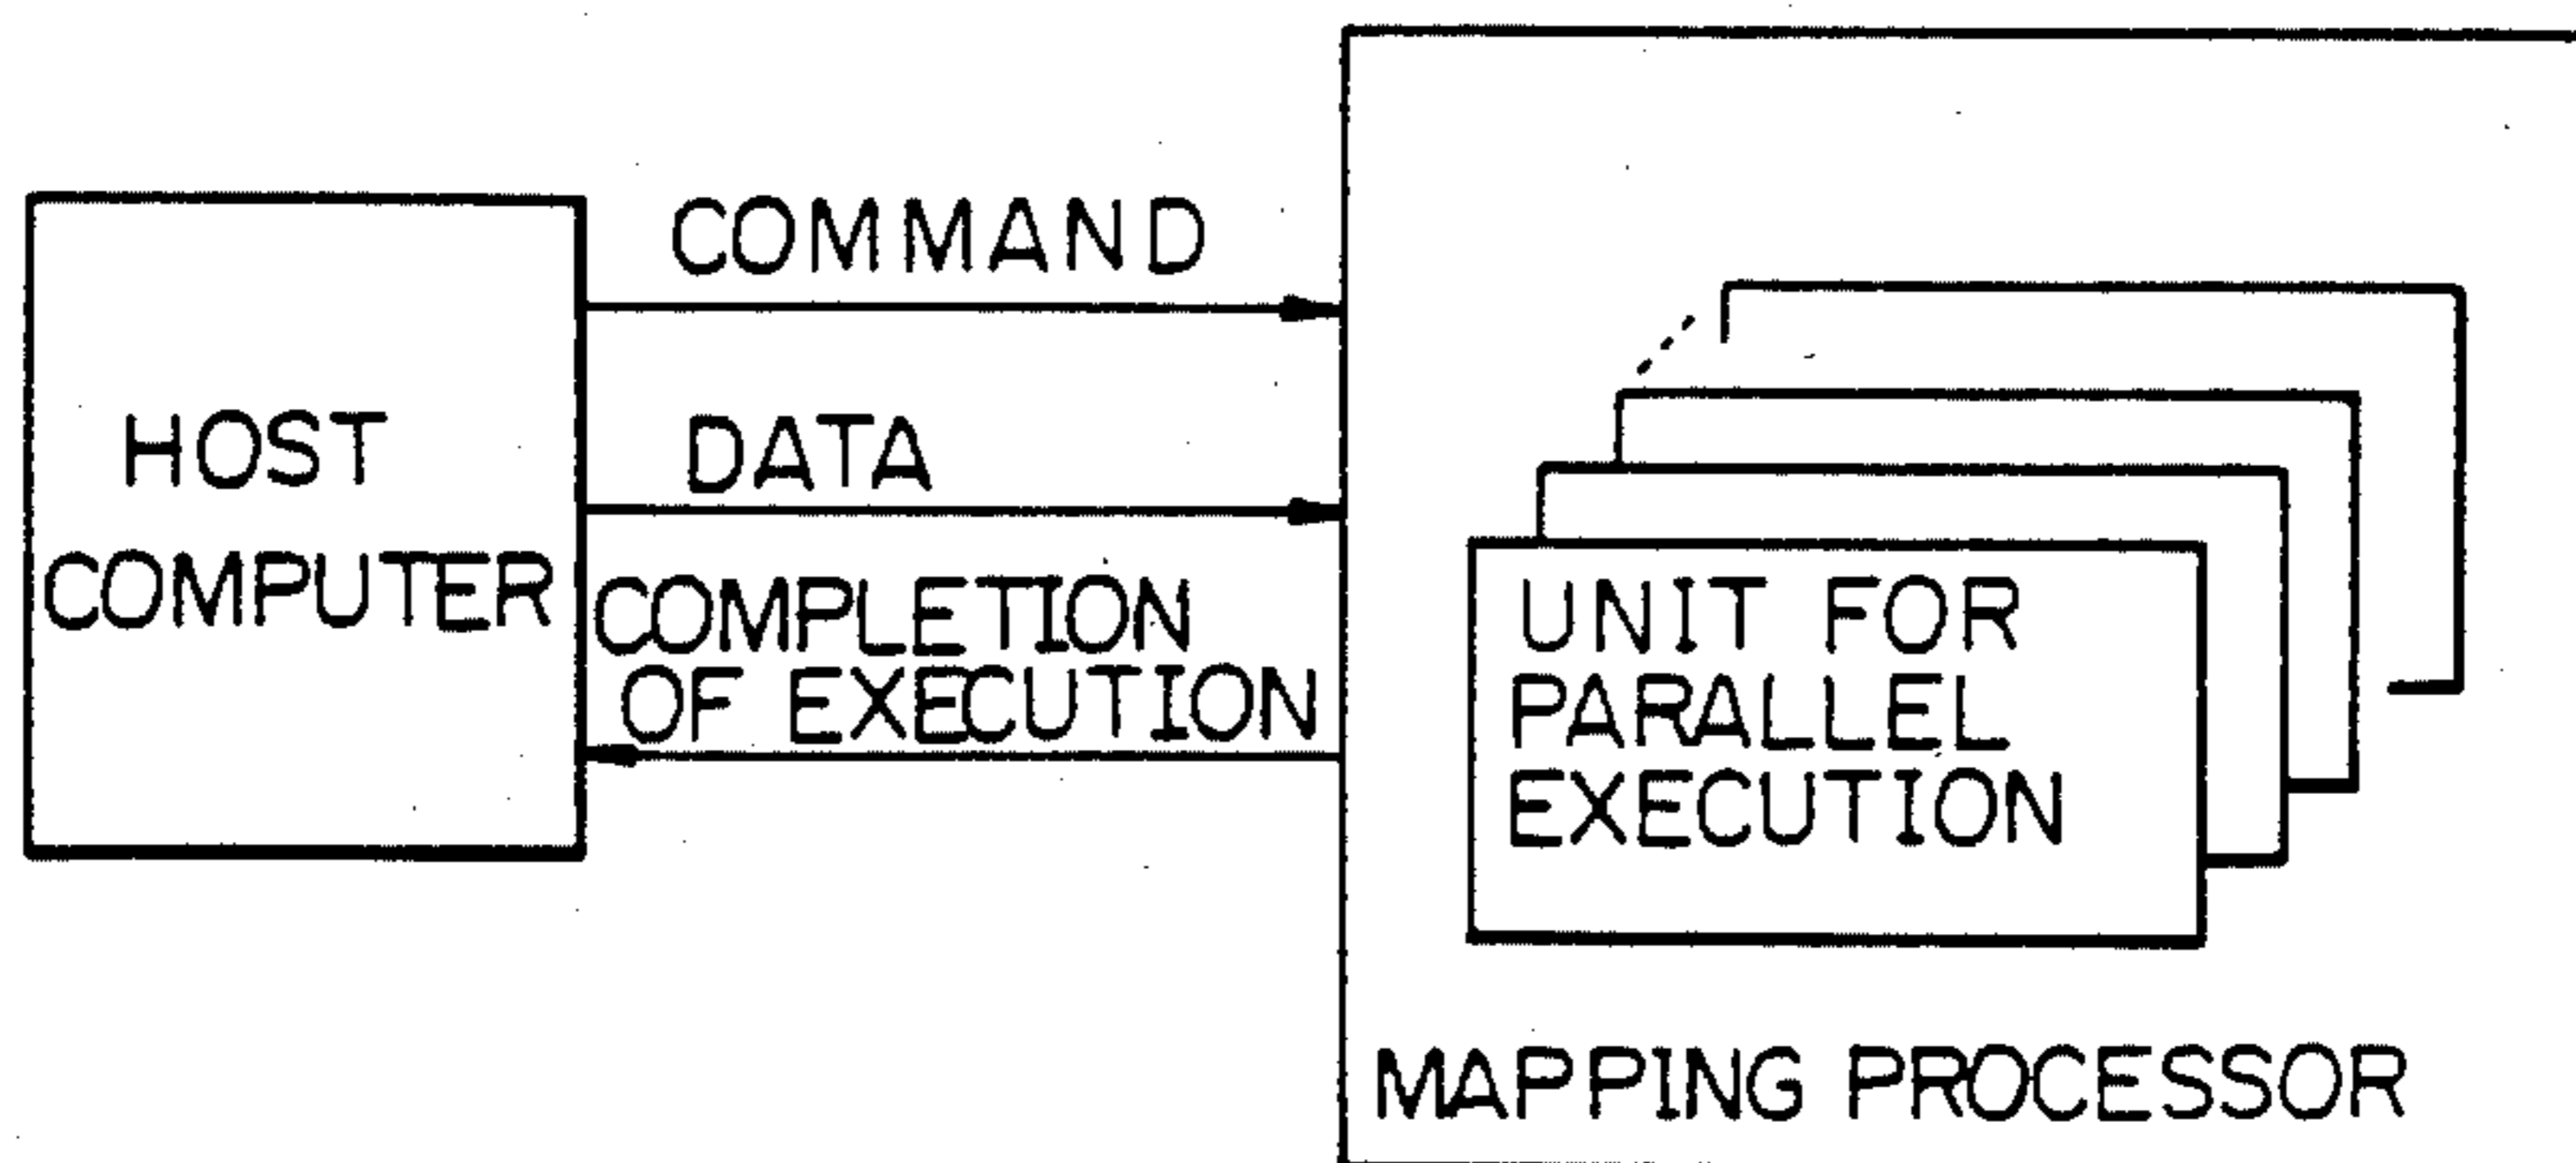 HOST
COMPUTER
COMMAND
DATA
COMPLETION
OF EXECUTION
UNIT FOR
PARALLEL
EXECUTION
MAPPING PROCESSOR